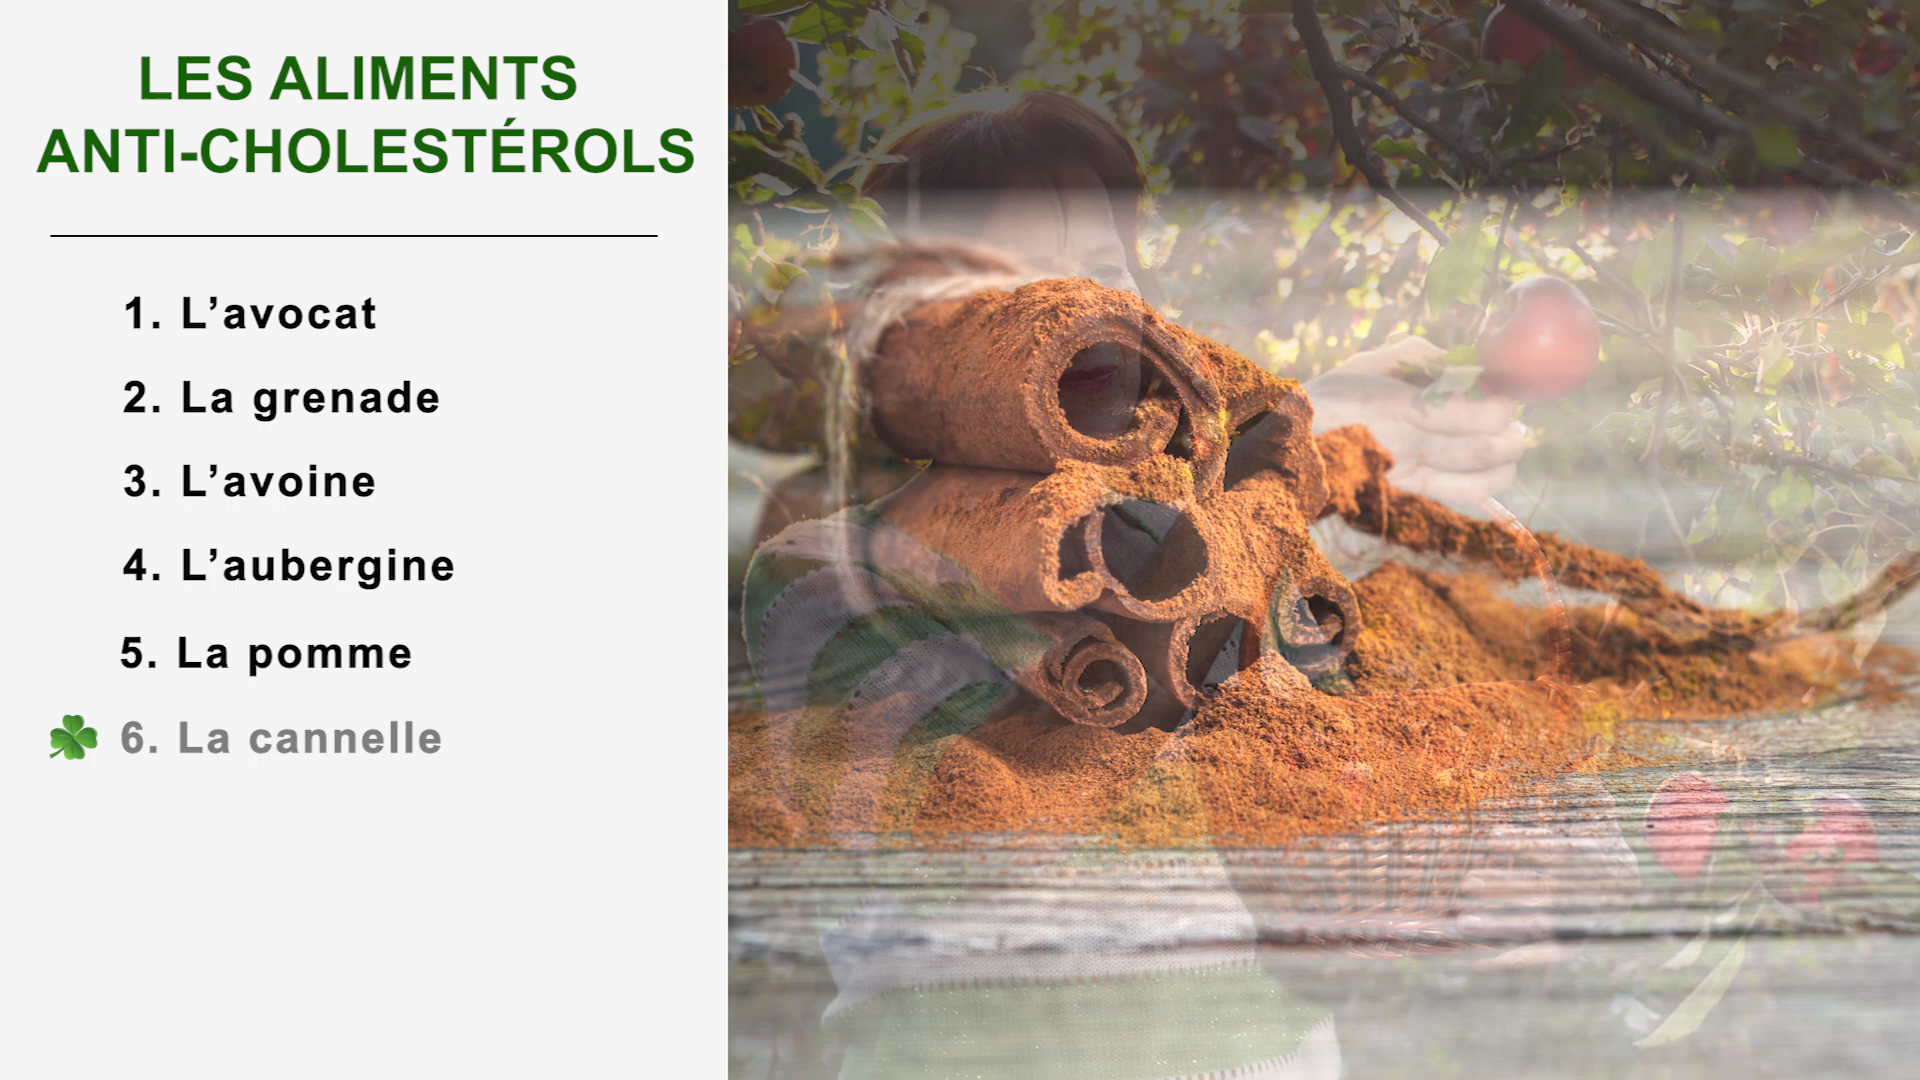 LES ALIMENTS
ANTI-CHOLESTÉROLS
1. L’avocat
2. La grenade
3. L’avoine
4. L’aubergine
5. La pomme
6. La cannelle